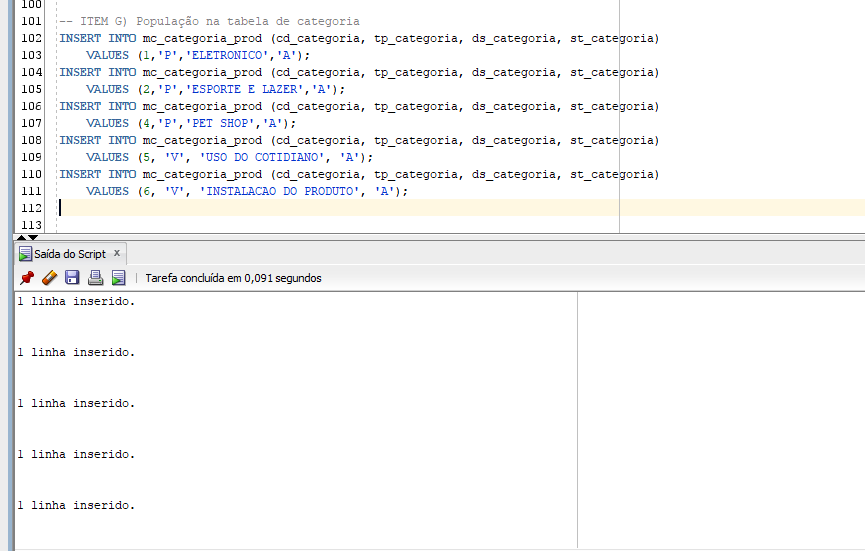 100
101 -- ITEM G) População na tabela de categoria
102 INSERT INTO mc_categoria_prod (cd_categoria, tp_categoria, ds_categoria, st_categoria)
103 VALUES (1,'P','ELETRONICO','A');
104 INSERT INTO mc_categoria_prod (cd_categoria, tp_categoria, ds_categoria, st_categoria)
105 VALUES (2,'P','ESPORTE E LAZER','A');
106 INSERT INTO mc_categoria_prod (cd_categoria, tp_categoria, ds_categoria, st_categoria)
107 VALUES (4,'P','PET SHOP','A');
108 INSERT INTO mc_categoria_prod (cd_categoria, tp_categoria, ds_categoria, st_categoria)
109 VALUES (5, 'V', 'USO DO COTIDIANO', 'A');
110 INSERT INTO mc_categoria_prod (cd_categoria, tp_categoria, ds_categoria, st_categoria)
111 VALUES (6, 'V', 'INSTALACAO DO PRODUTO', 'A');
112
113
Saída do Script x
Tarefa concluída em 0,091 segundos
1 linha inserido.
1 linha inserido.
1 linha inserido.
1 linha inserido.
1 linha inserido.